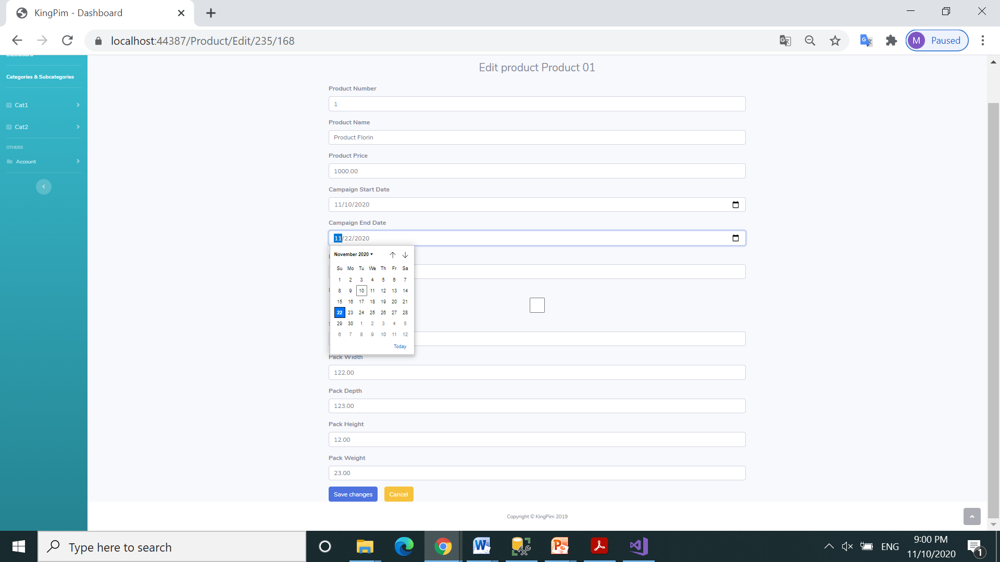 KingPim - Dashboard
localhost:44387/Product/Edit/235/168
M Paused
Dashboard
Categories & Subcategories
Cat1
Cat2
OTHERS
Account
Edit product Product 01
Product Number
1
Product Name
Product Florin
Product Price
1000.00
Campaign Start Date
11/10/2020
Campaign End Date
11/22/2020
November 2020
Su Mo Tu We Th Fr Sa
1 2 3 4 5 6 7
8 9 10 11 12 13 14
15 16 17 18 19 20 21
22 23 24 25 26 27 28
29 30 1 2 3 4 5
6 7 8 9 10 11 12
Today
Pack Width
122.00
Pack Depth
123.00
Pack Height
12.00
Pack Weight
23.00
Save changes Cancel
Copyright © KingPim 2019
Type here to search
ENG
9:00 PM
11/10/2020
1